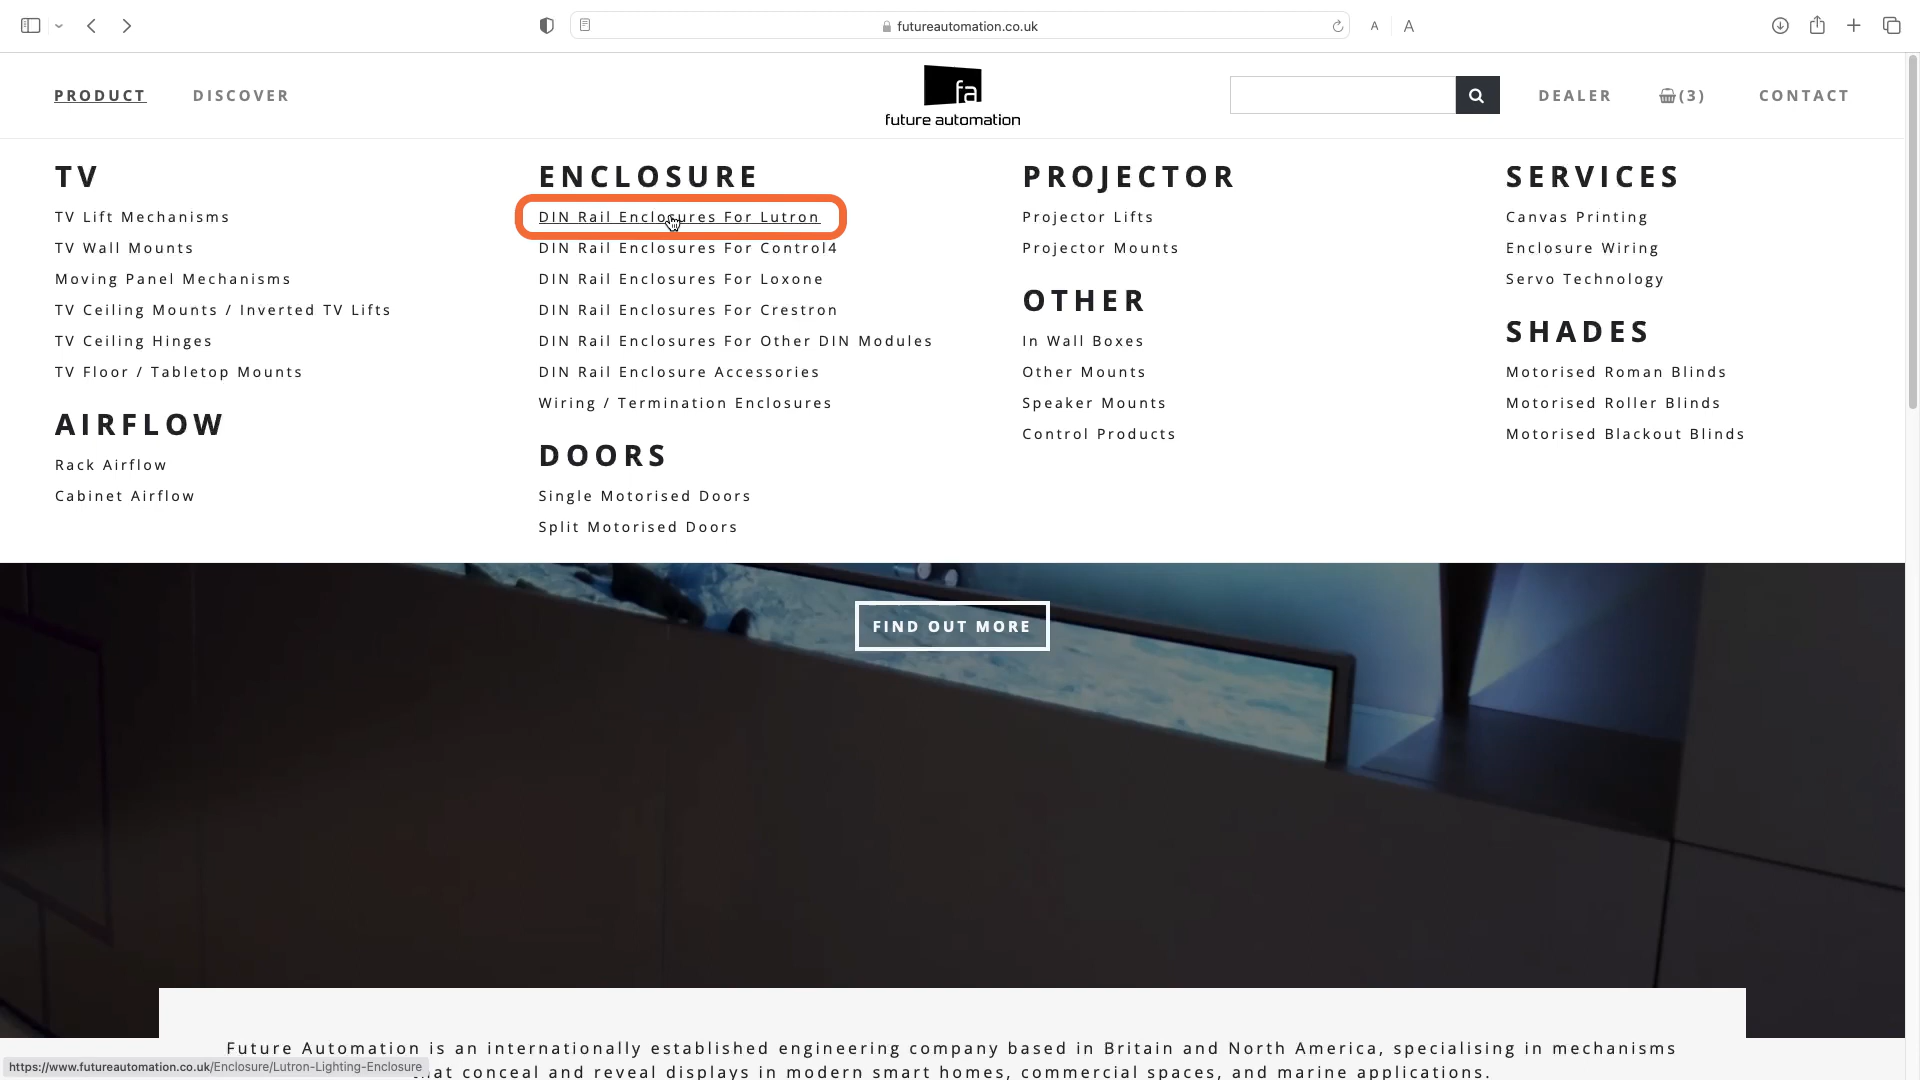 futureautomation.co.uk
A A
PRODUCT
DISCOVER
fa
future automation
DEALER
(3)
CONTACT
TV
TV Lift Mechanisms
TV Wall Mounts
Moving Panel Mechanisms
TV Ceiling Mounts / Inverted TV Lifts
TV Ceiling Hinges
TV Floor / Tabletop Mounts
AIRFLOW
Rack Airflow
Cabinet Airflow
ENCLOSURE
DIN Rail Enclosures For Lutron
DIN Rail Enclosures For Control4
DIN Rail Enclosures For Loxone
DIN Rail Enclosures For Crestron
DIN Rail Enclosures For Other DIN Modules
DIN Rail Enclosure Accessories
Wiring / Termination Enclosures
DOORS
Single Motorised Doors
Split Motorised Doors
PROJECTOR
Projector Lifts
Projector Mounts
OTHER
In Wall Boxes
Other Mounts
Speaker Mounts
Control Products
SERVICES
Canvas Printing
Enclosure Wiring
Servo Technology
SHADES
Motorised Roman Blinds
Motorised Roller Blinds
Motorised Blackout Blinds
FIND OUT MORE
Future Automation is an internationally established engineering company based in Britain and North America, specialising in mechanisms
that conceal and reveal displays in modern smart homes, commercial spaces, and marine applications.
https://www.futureautomation.co.uk/Enclosure/Lutron-Lighting-Enclosure